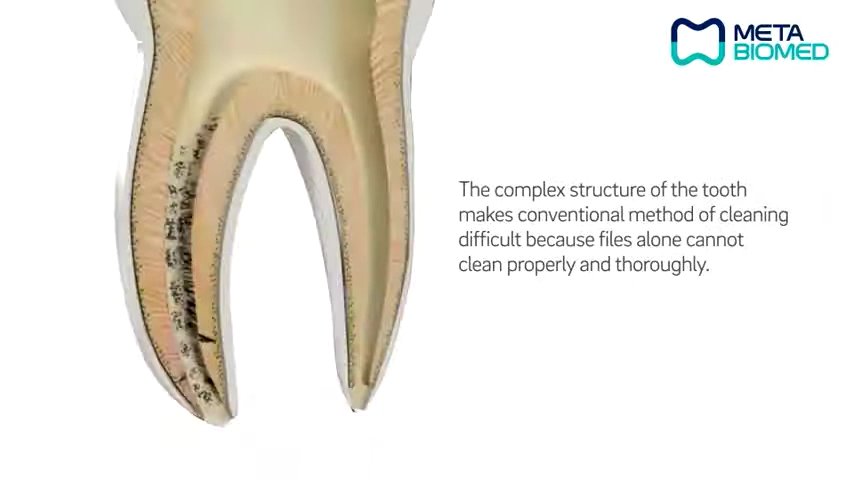 META
BIOMED
The complex structure of the tooth
makes conventional method of cleaning
difficult because files alone cannot
clean properly and thoroughly.